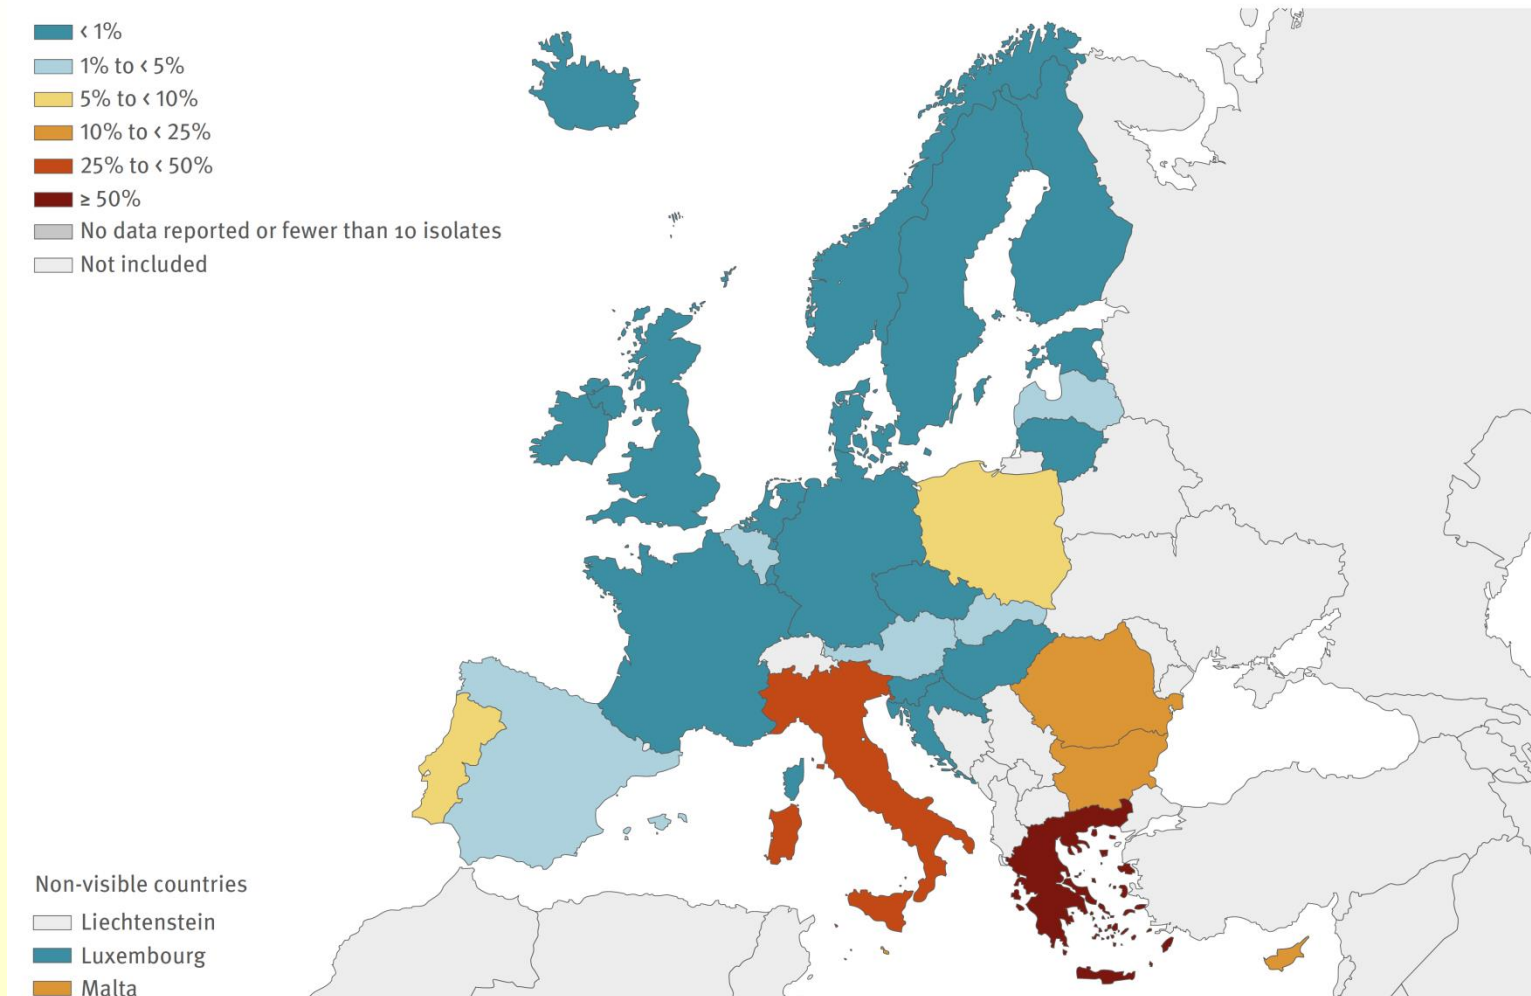 < 1%
1% to < 5%
5% to < 10%
10% to < 25%
25% to < 50%
≥ 50%
No data reported or fewer than 10 isolates
Not included
Non-visible countries
Liechtenstein
Luxembourg
Malta